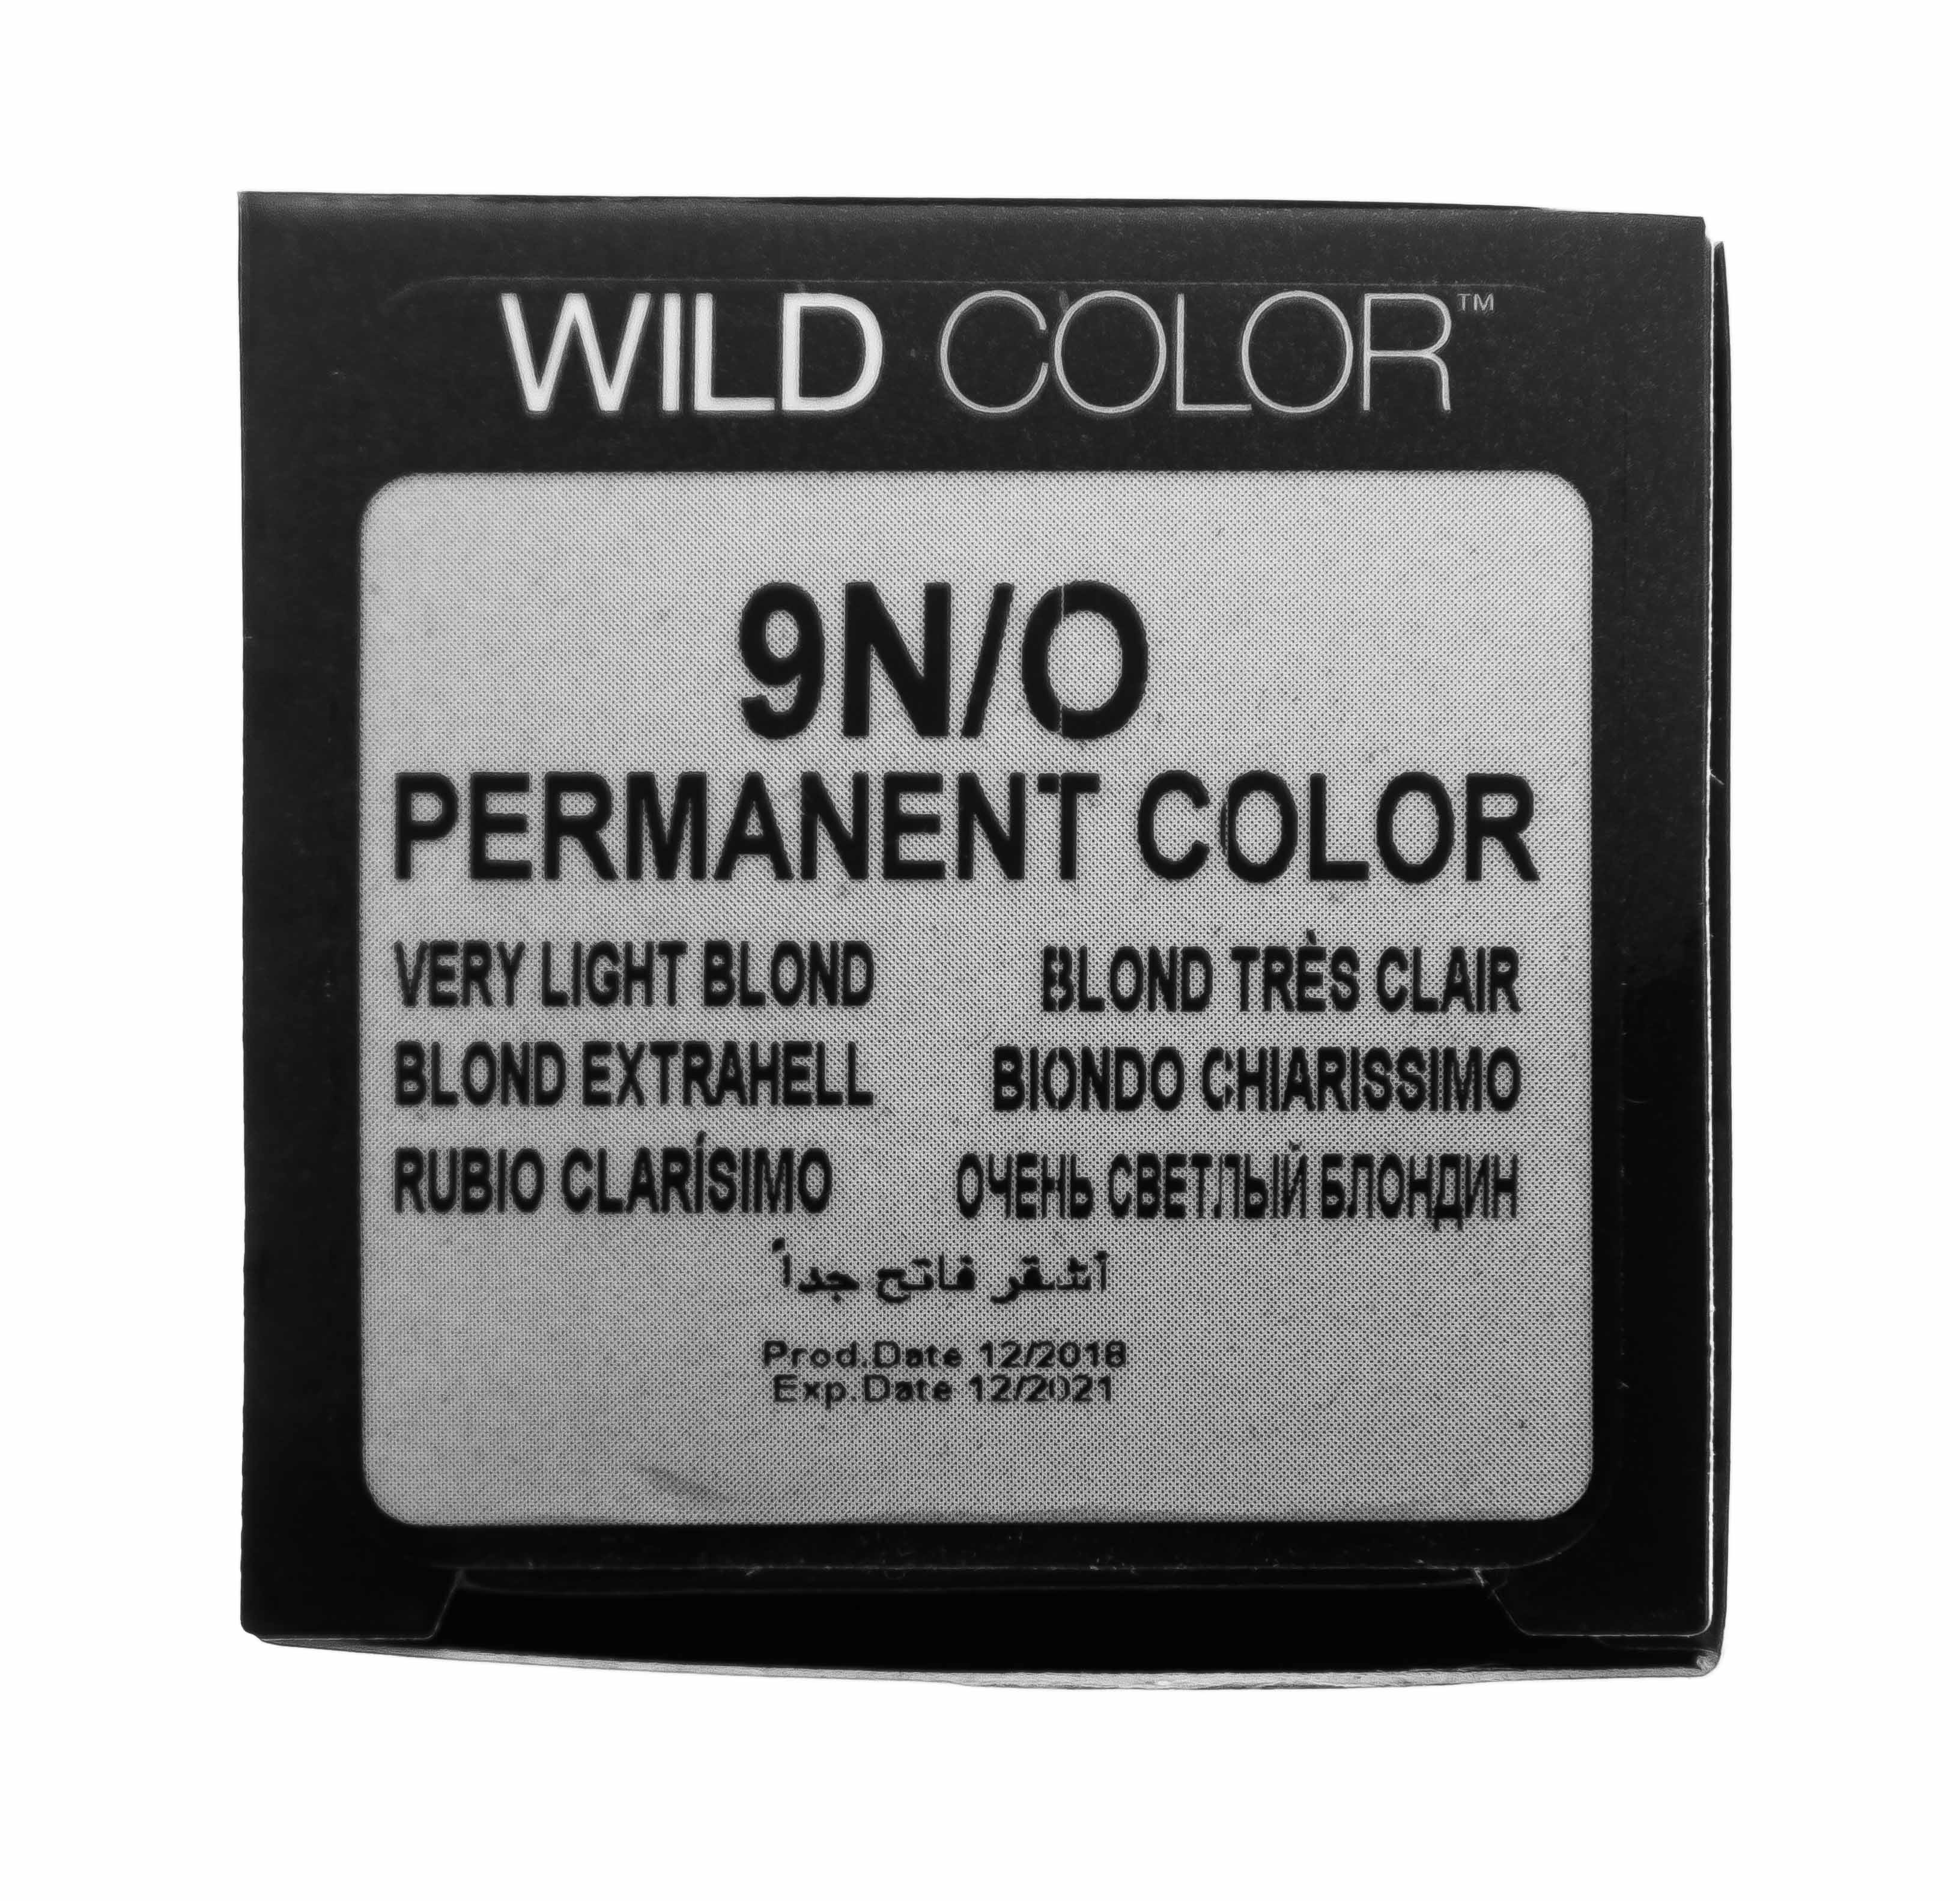 WILD COLOR™
9N/O
PERMANENT COLOR
VERY LIGHT BLOND BLOND TRÈS CLAIR
BLOND EXTRAHELL BIONDO CHIARISSIMO
RUBIO CLARÍSIMO ОЧЕНЬ СВЕТЛЫЙ БЛОНДИН
أشقر فاتح جداً
Prod.Date 12/2018
Exp.Date 12/2021